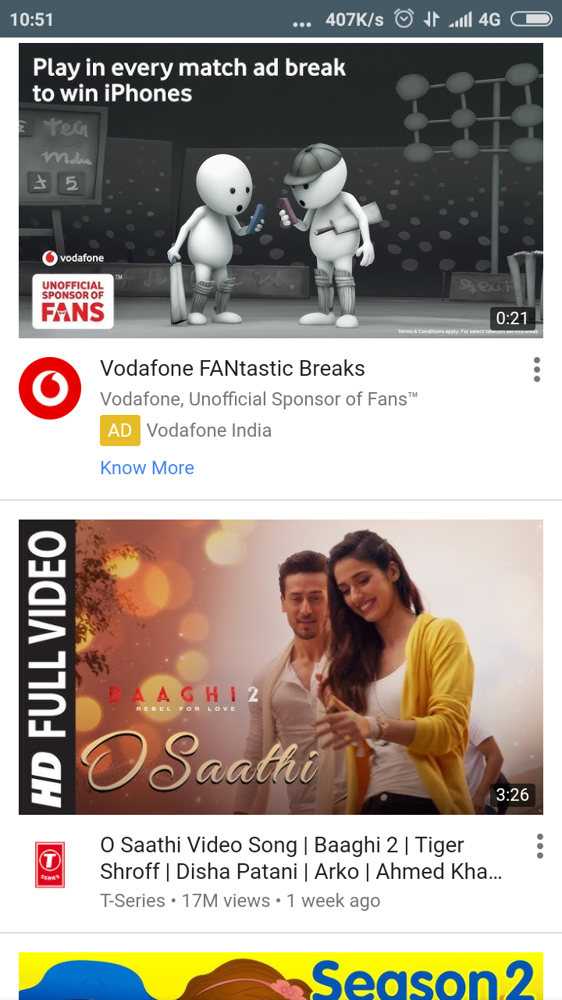 10:51
... 407K/s 4G
Play in every match ad break
to win iPhones
5
vodafone
UNOFFICIAL
SPONSOR OF
FANS
TM
Terms & Conditions apply. For select telecom service areas.
0:21
Vodafone FANtastic Breaks
Vodafone, Unofficial Sponsor of Fans™
AD Vodafone India
Know More
HD FULL VIDEO
BAAGHI 2
REBEL FOR LOVE
O Saathi
3:26
T
SERIES
O Saathi Video Song | Baaghi 2 | Tiger
Shroff | Disha Patani | Arko | Ahmed Kha...
T-Series • 17M views • 1 week ago
Season2